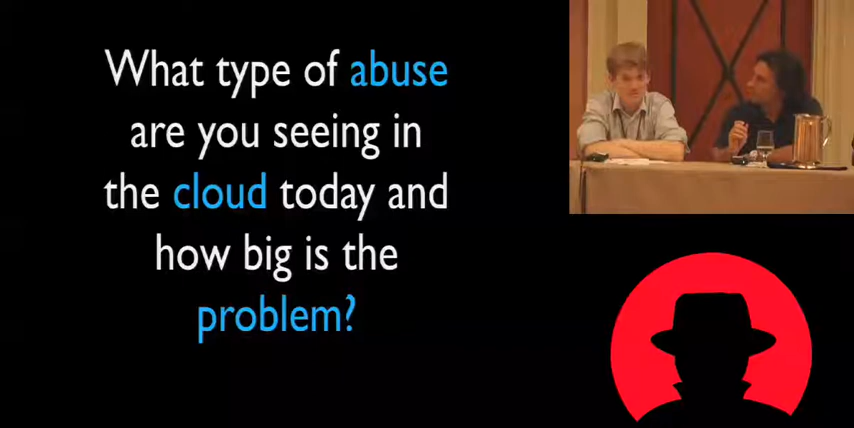 What type of abuse
are you seeing in
the cloud today and
how big is the
problem?